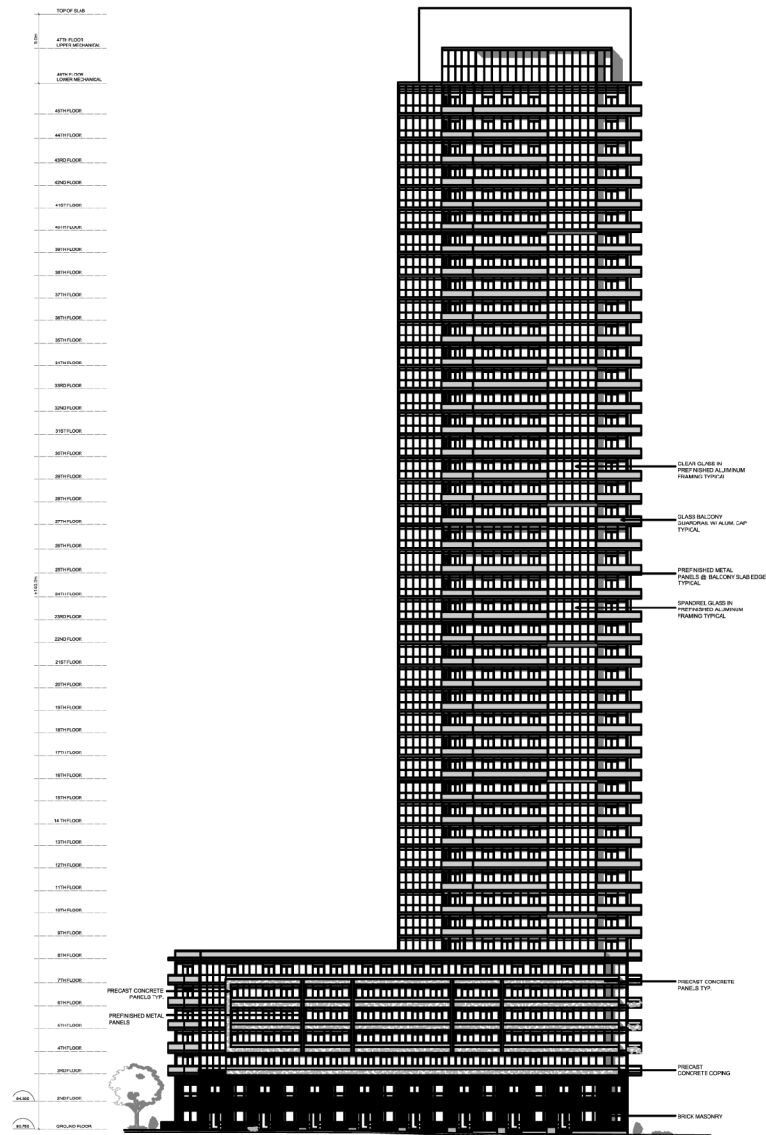 TOP OF SLAB
47TH FLOOR
UPPER MECHANICAL
46TH FLOOR
LOWER MECHANICAL
45TH FLOOR
44TH FLOOR
43RD FLOOR
42ND FLOOR
41ST FLOOR
40TH FLOOR
39TH FLOOR
38TH FLOOR
37TH FLOOR
36TH FLOOR
35TH FLOOR
34TH FLOOR
33RD FLOOR
32ND FLOOR
31ST FLOOR
30TH FLOOR
29TH FLOOR
28TH FLOOR
27TH FLOOR
26TH FLOOR
25TH FLOOR
24TH FLOOR
23RD FLOOR
22ND FLOOR
21ST FLOOR
20TH FLOOR
19TH FLOOR
18TH FLOOR
17TH FLOOR
16TH FLOOR
15TH FLOOR
14TH FLOOR
13TH FLOOR
12TH FLOOR
11TH FLOOR
10TH FLOOR
9TH FLOOR
8TH FLOOR
7TH FLOOR
6TH FLOOR
5TH FLOOR
4TH FLOOR
3RD FLOOR
2ND FLOOR
GROUND FLOOR
CLEAR GLASS IN
PREFINISHED ALUMINUM
FRAMING TYPICAL
GLASS BALCONY
GUARDRAIL W/ ALUM. CAP
TYPICAL
PREFINISHED METAL
PANELS @ BALCONY SLAB EDGE
TYPICAL
SPANDREL GLASS IN
PREFINISHED ALUMINUM
FRAMING TYPICAL
PRECAST CONCRETE
PANELS TYP.
PREFINISHED METAL
PANELS
PRECAST CONCRETE
PANELS TYP.
PRECAST
CONCRETE COPING
BRICK MASONRY